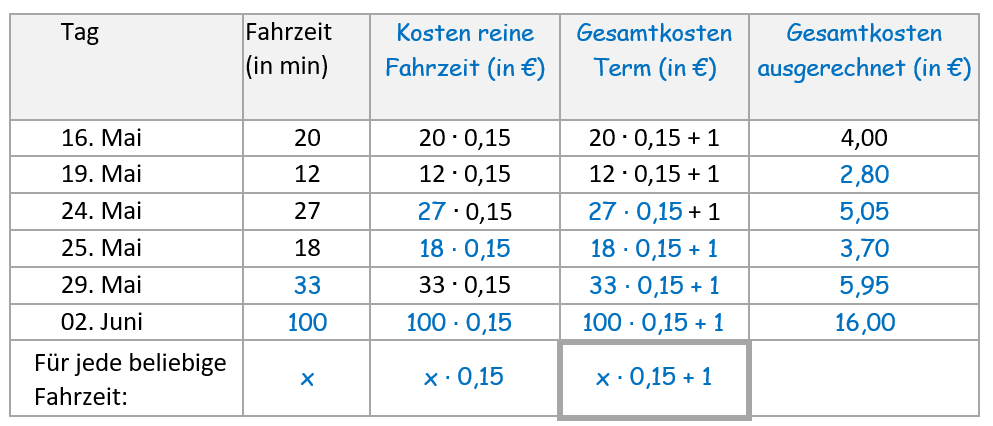 Tag Fahrzeit (in min) Kosten reine Fahrzeit (in €) Gesamtkosten Term (in €) Gesamtkosten ausgerechnet (in €)
16. Mai 20 20 · 0,15 20 · 0,15 + 1 4,00
19. Mai 12 12 · 0,15 12 · 0,15 + 1 2,80
24. Mai 27 27 · 0,15 27 · 0,15 + 1 5,05
25. Mai 18 18 · 0,15 18 · 0,15 + 1 3,70
29. Mai 33 33 · 0,15 33 · 0,15 + 1 5,95
02. Juni 100 100 · 0,15 100 · 0,15 + 1 16,00
Für jede beliebige Fahrzeit: x x · 0,15 x · 0,15 + 1